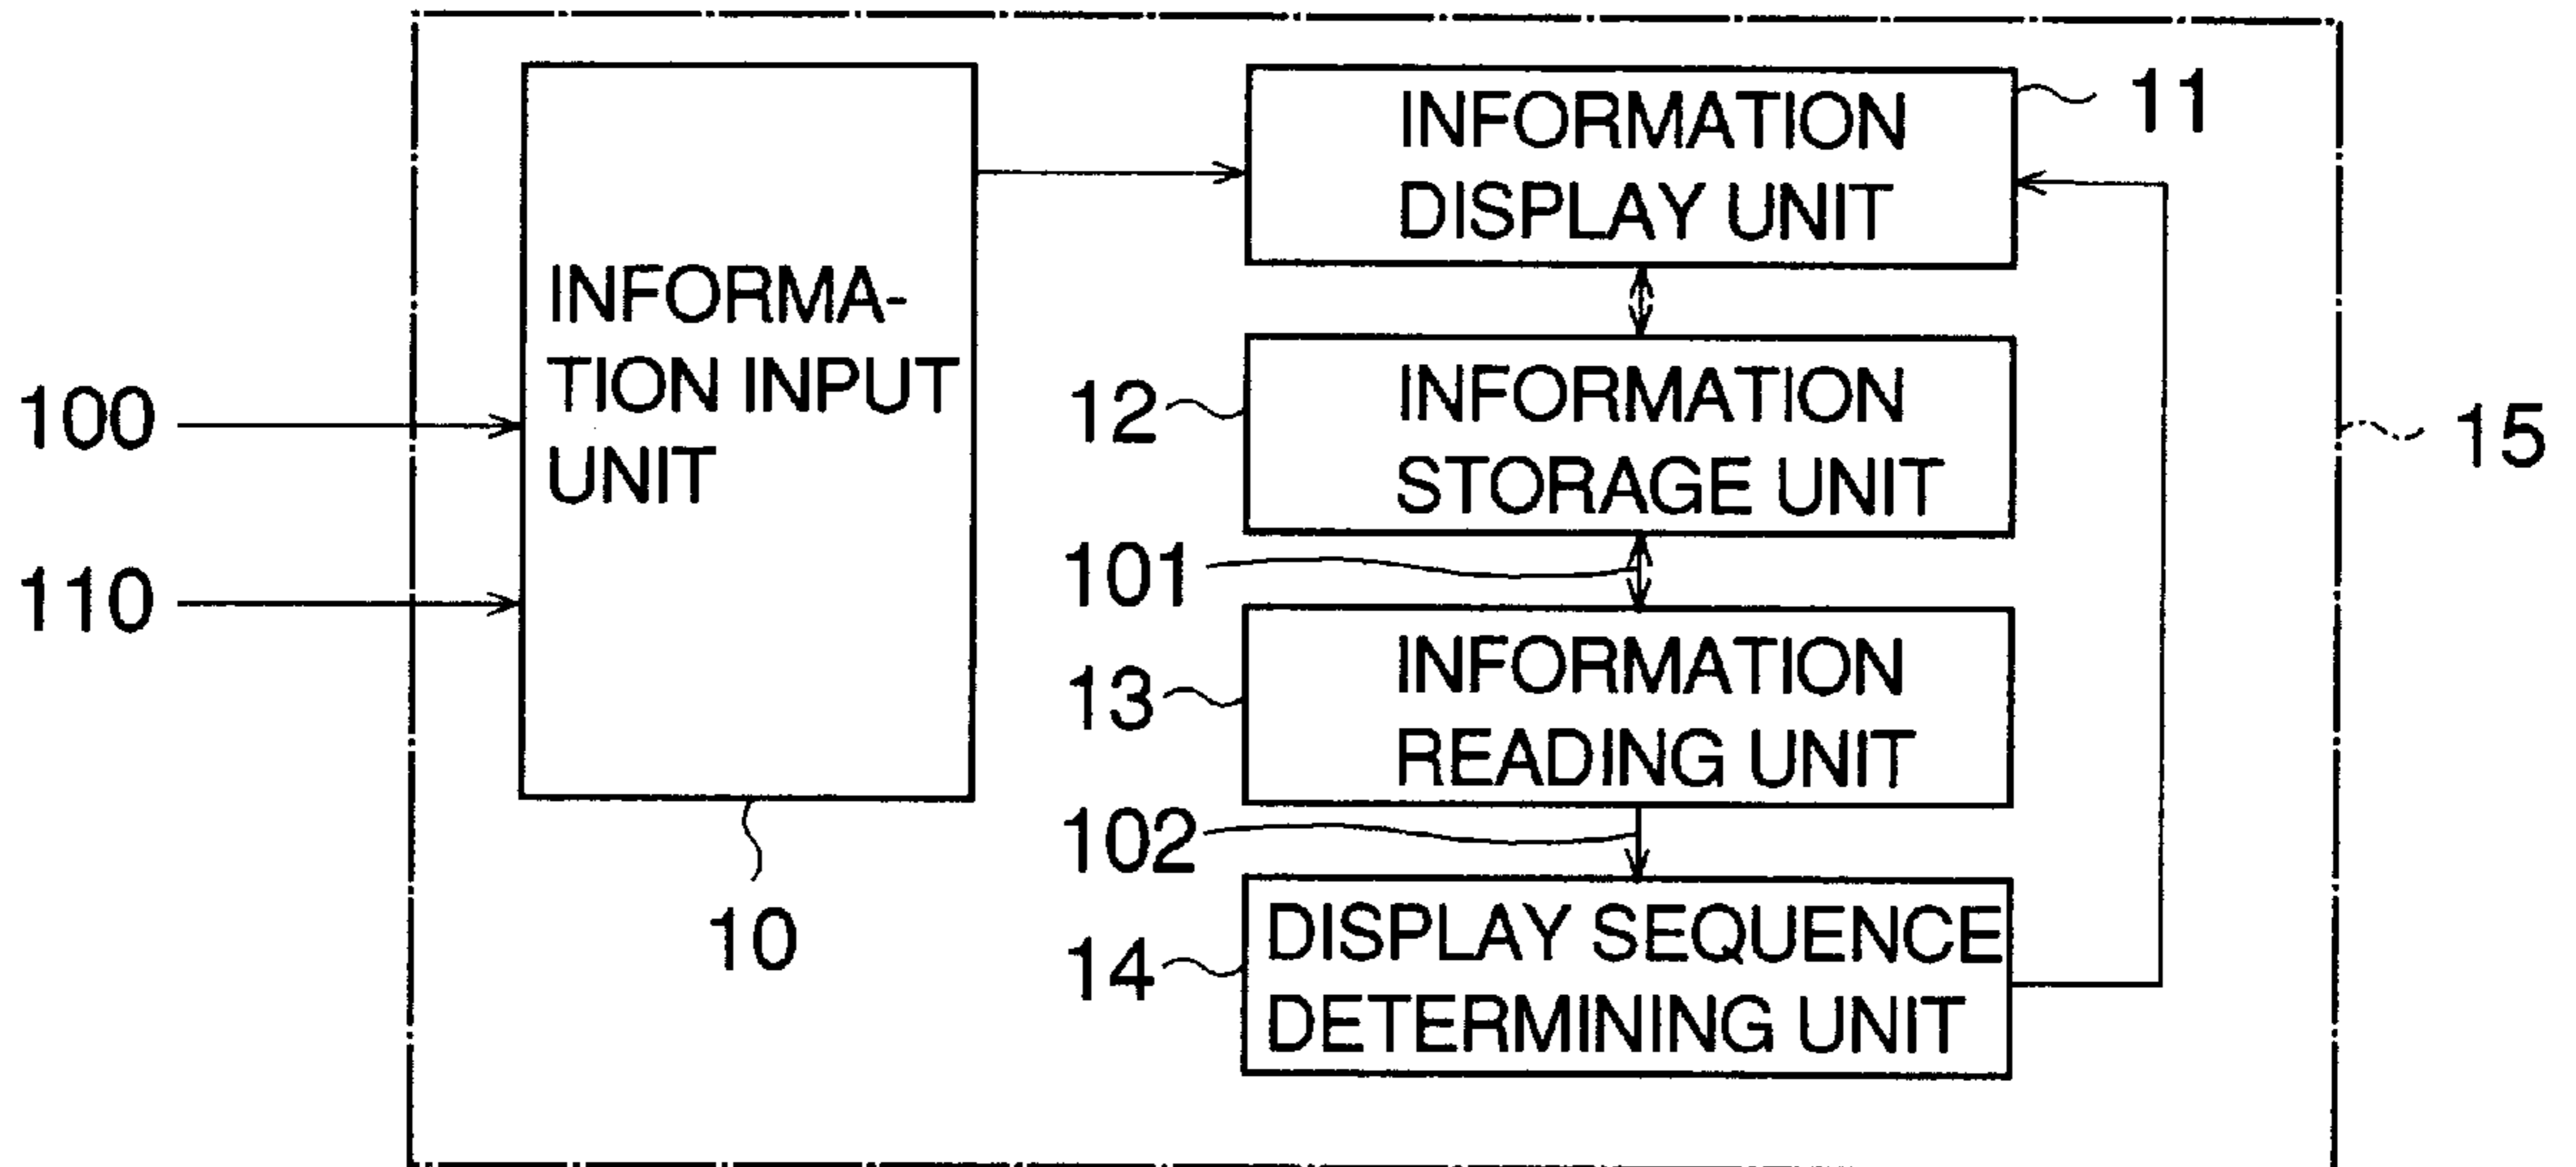 INFORMATION
DISPLAY UNIT
11
INFORMA-
TION INPUT
UNIT
100
110
10
12
INFORMATION
STORAGE UNIT
15
101
13
INFORMATION
READING UNIT
102
14
DISPLAY SEQUENCE
DETERMINING UNIT